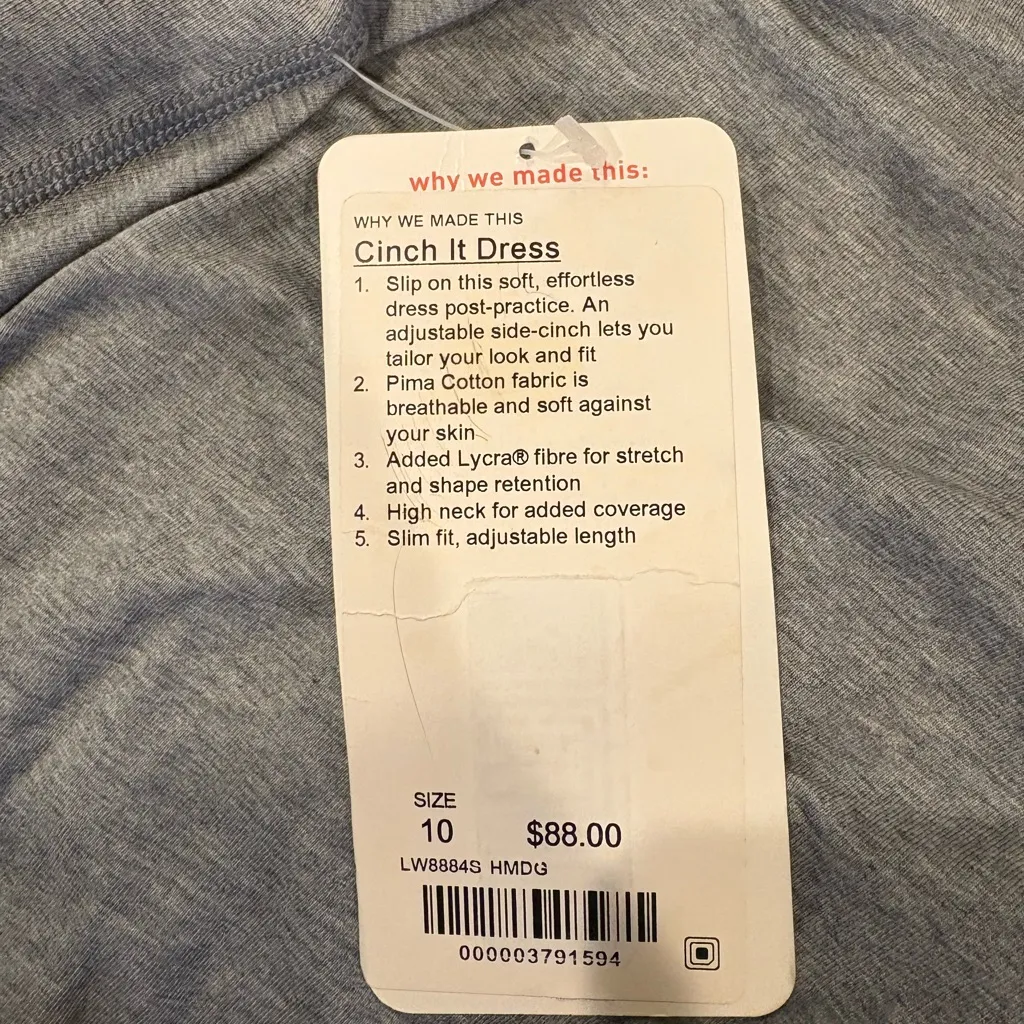 why we made this:
WHY WE MADE THIS
Cinch It Dress
1. Slip on this soft, effortless
dress post-practice. An
adjustable side-cinch lets you
tailor your look and fit
2. Pima Cotton fabric is
breathable and soft against
your skin
3. Added Lycra® fibre for stretch
and shape retention
4. High neck for added coverage
5. Slim fit, adjustable length
SIZE
10 $88.00
LW8884S HMDG
000003791594